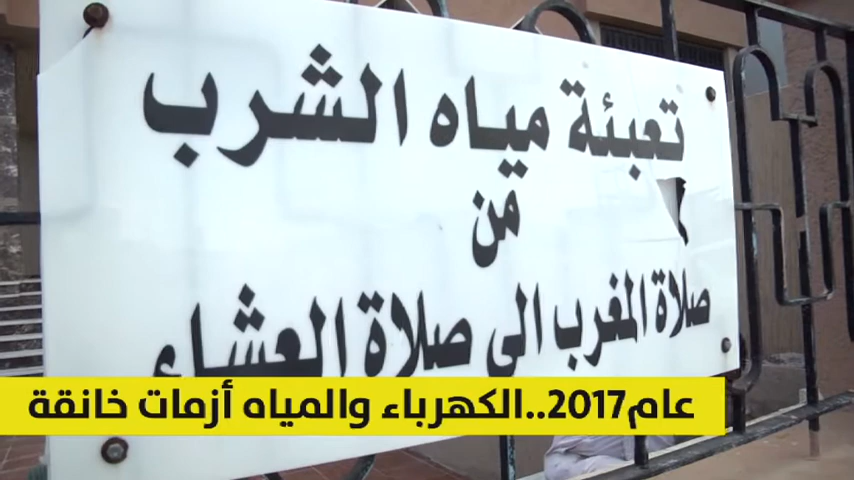 تعبئة مياه الشرب
من
صلاة المغرب الى صلاة العشاء
عام2017..الكهرباء والمياه أزمات خانقة